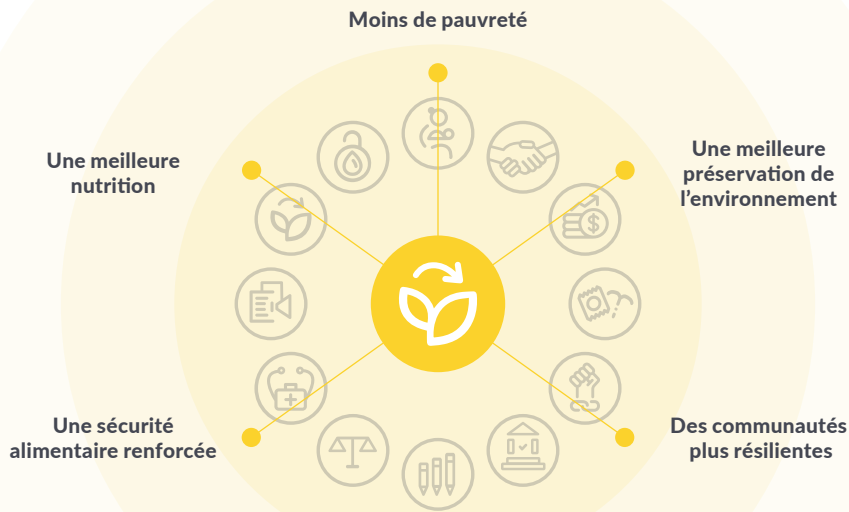 Moins de pauvreté
Une meilleure
nutrition
Une meilleure
préservation de
l’environnement
Une sécurité
alimentaire renforcée
Des communautés
plus résilientes